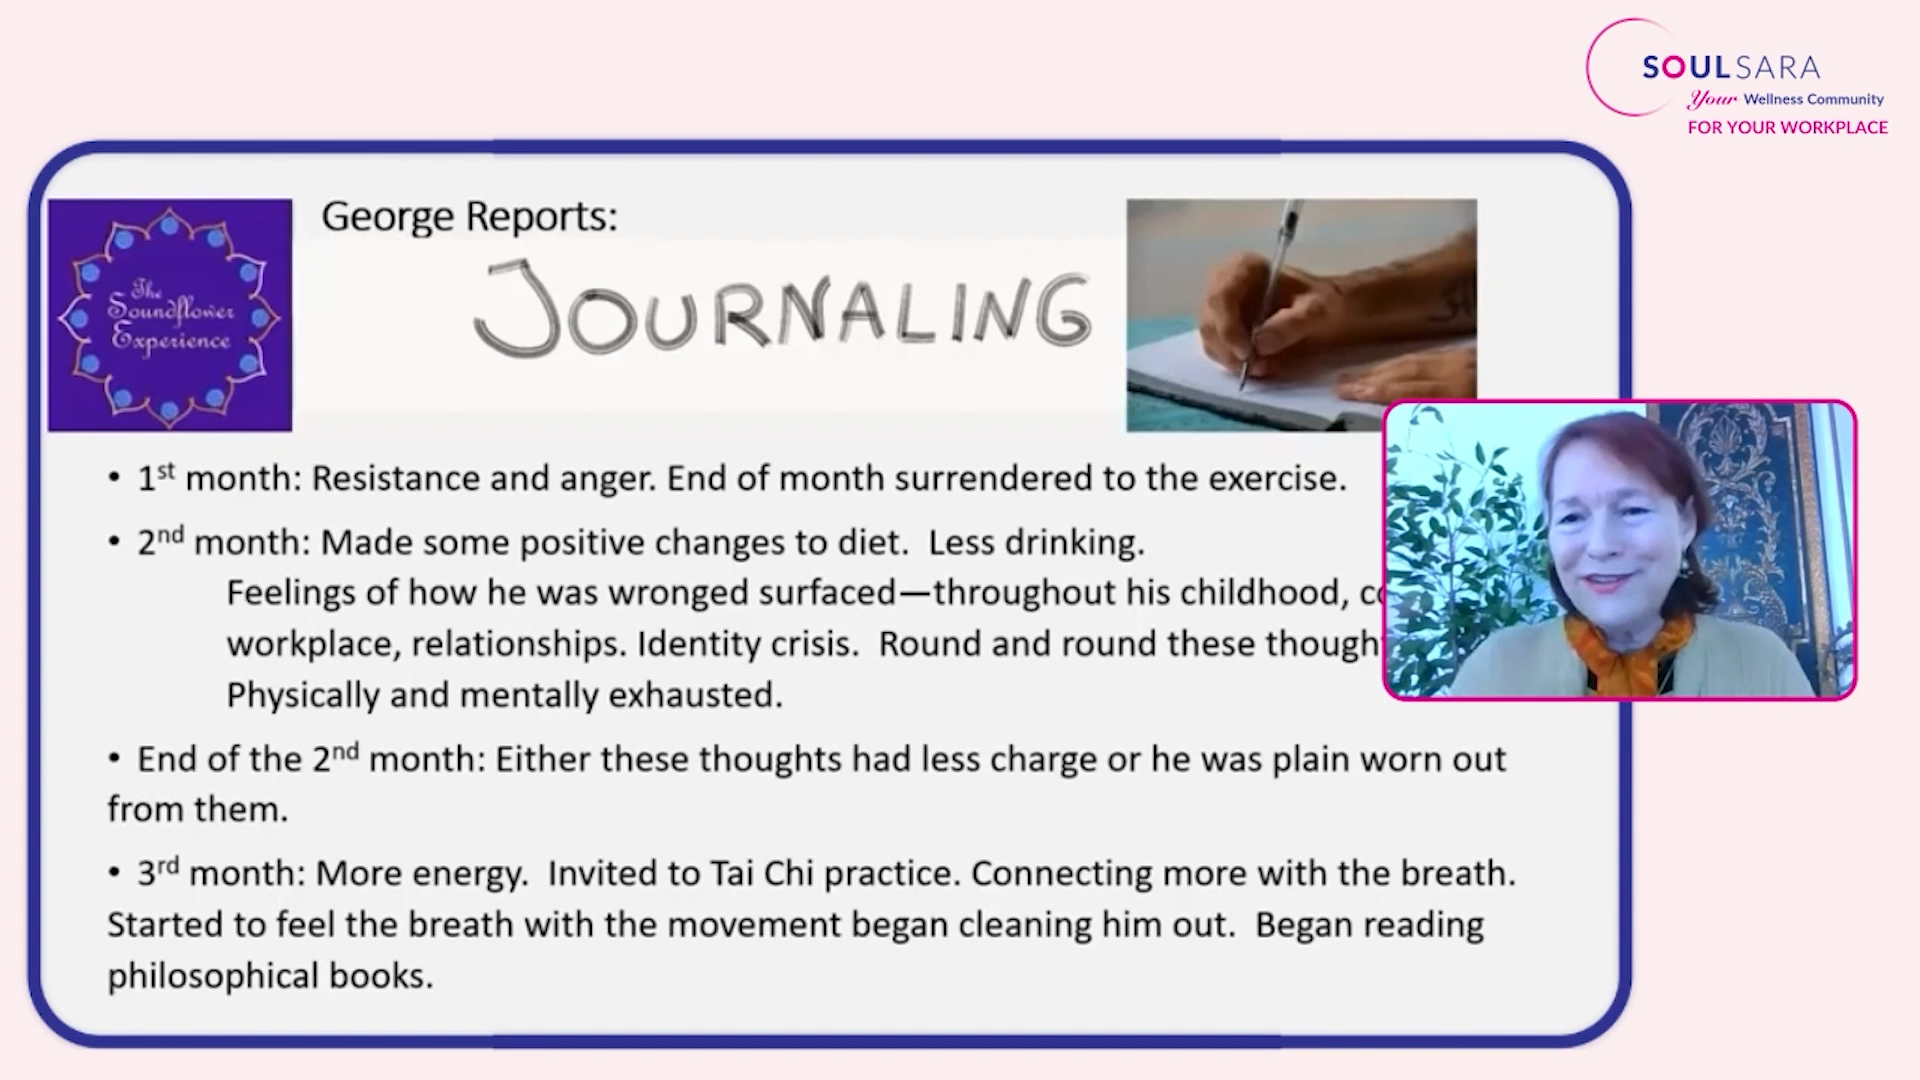 SOULSARA
Your Wellness Community
FOR YOUR WORKPLACE
The
Soundflower
Experience
George Reports:
JOURNALING
• 1st month: Resistance and anger. End of month surrendered to the exercise.
• 2nd month: Made some positive changes to diet.  Less drinking.
Feelings of how he was wronged surfaced—throughout his childhood,
workplace, relationships. Identity crisis.  Round and round these
Physically and mentally exhausted.
• End of the 2nd month: Either these thoughts had less charge or he was plain worn out
from them.
• 3rd month: More energy.  Invited to Tai Chi practice. Connecting more with the breath.
Started to feel the breath with the movement began cleaning him out.  Began reading
philosophical books.